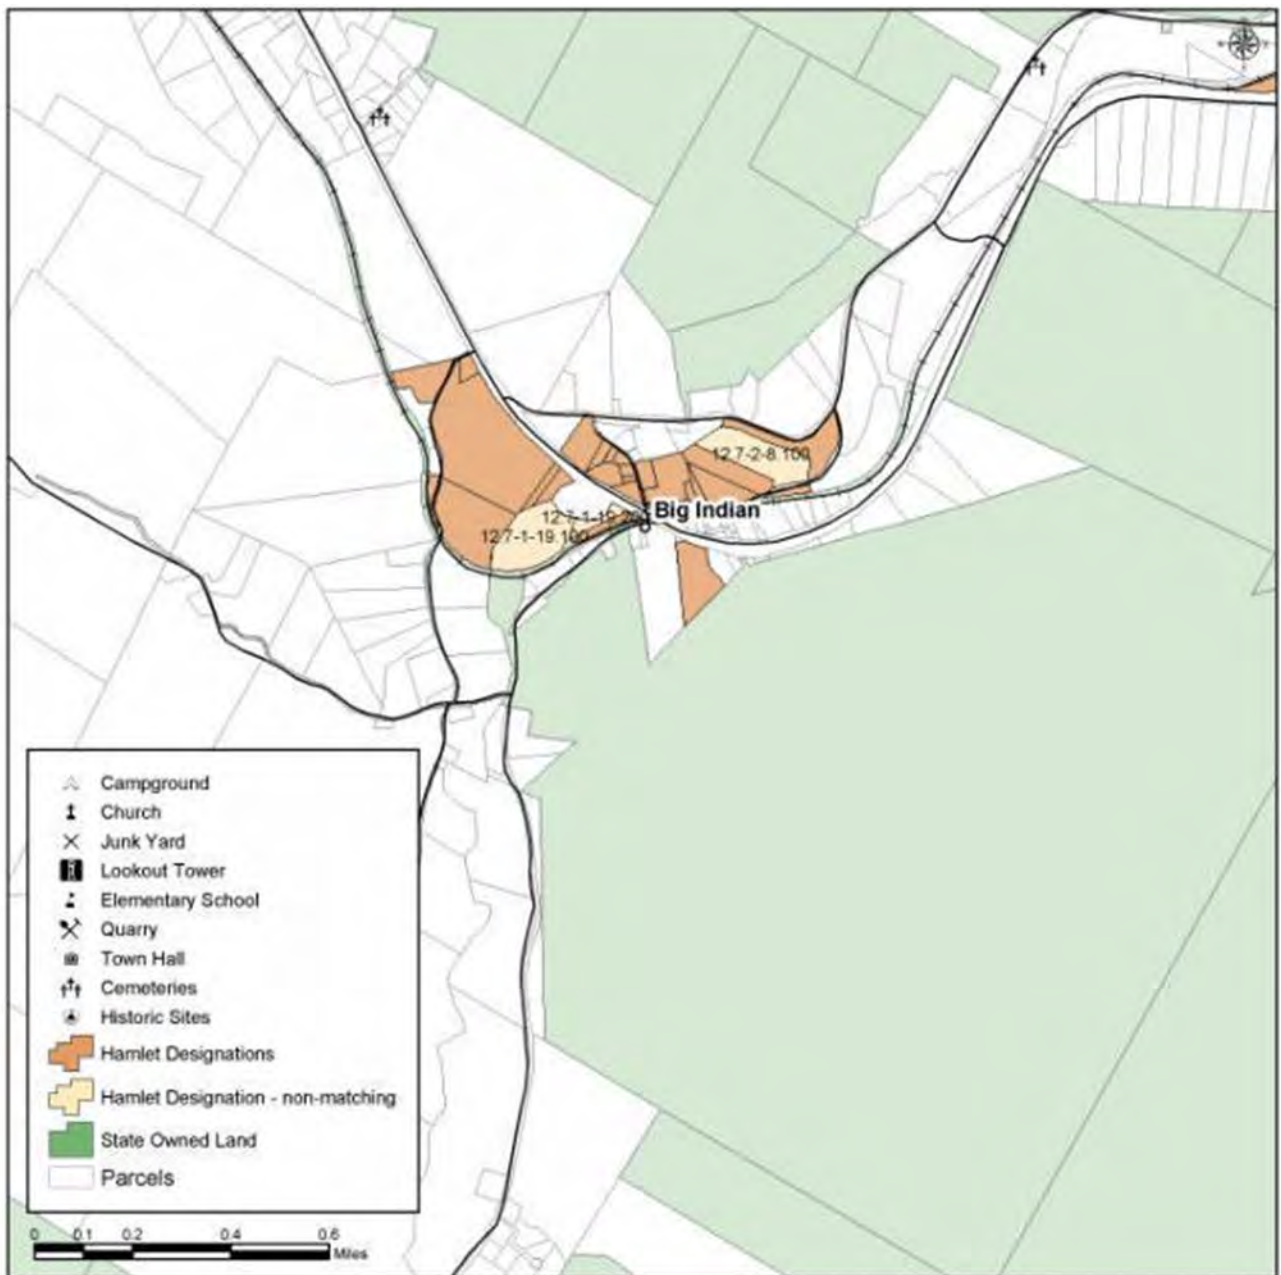 12.7-2-8.100
Big Indian
12.7-1-19.100
Campground
Church
Junk Yard
Lookout Tower
Elementary School
Quarry
Town Hall
Cemeteries
Historic Sites
Hamlet Designations
Hamlet Designation - non-matching
State Owned Land
Parcels
0 0.1 0.2 0.4 0.6
Miles